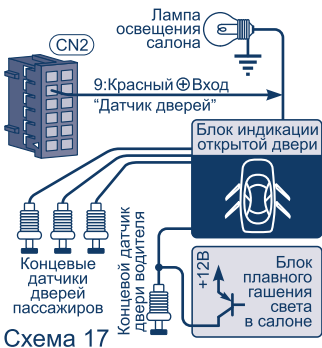 Лампа
освещения
салона
CN2
9:Красный ⊕ Вход
“Датчик дверей”
Блок индикации
открытой двери
Концевые
датчики
дверей
пассажиров
Концевой датчик
двери водителя
+12В
Блок
плавного
гашения
света
в салоне
Схема 17